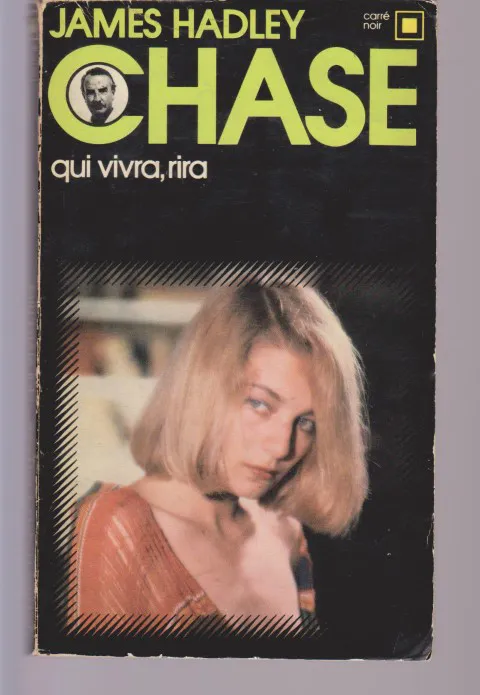 JAMES HADLEY
carré
noir
CHASE
qui vivra, rira